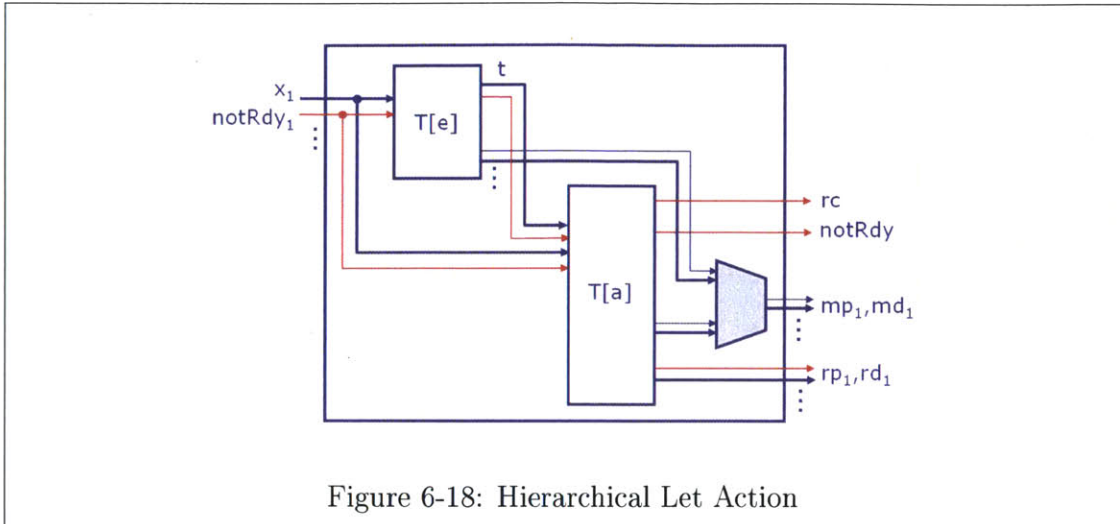 x1
t
notRdy1
T[e]
rc
notRdy
T[a]
mp1,md1
rp1,rd1
Figure 6-18: Hierarchical Let Action